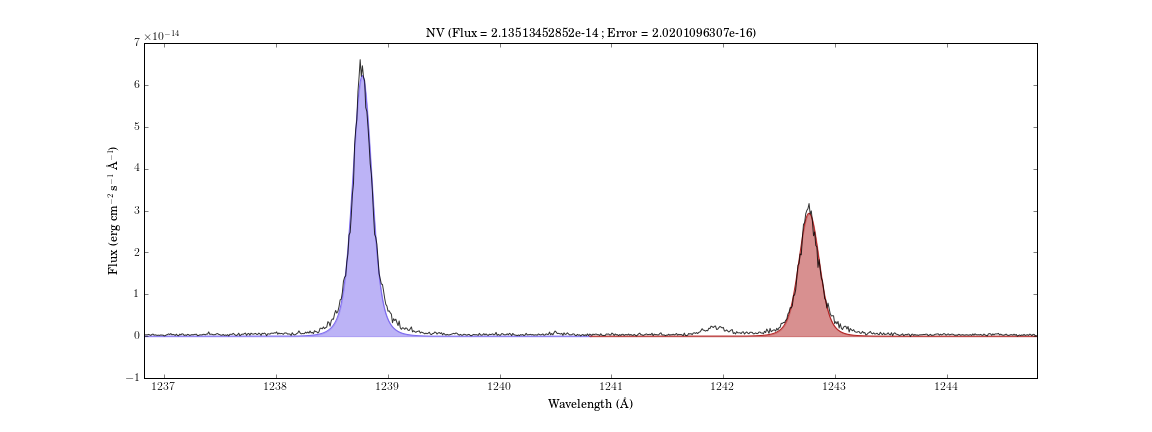 NV (Flux = 2.13513452852e-14 ; Error = 2.0201096307e-16)
×10⁻¹⁴
7
6
5
4
3
2
1
0
−1
Flux (erg cm⁻² s⁻¹ Å⁻¹)
1237 1238 1239 1240 1241 1242 1243 1244
Wavelength (Å)